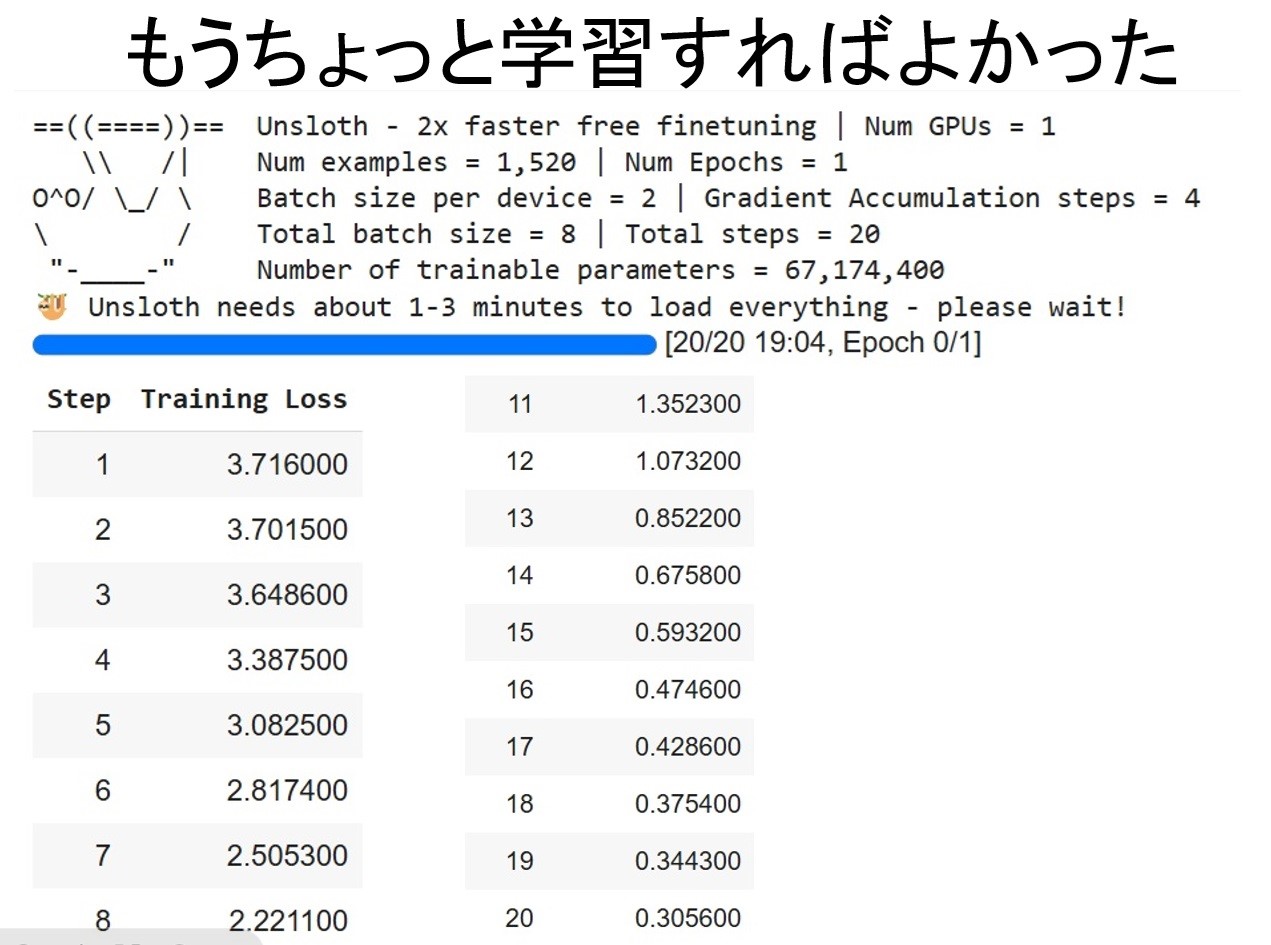 もうちょっと学習すればよかった
==((====))== Unsloth - 2x faster free finetuning | Num GPUs = 1
\\ /| Num examples = 1,520 | Num Epochs = 1
O^O/ \_/ \ Batch size per device = 2 | Gradient Accumulation steps = 4
\ / Total batch size = 8 | Total steps = 20
"-____-" Number of trainable parameters = 67,174,400
🦥 Unsloth needs about 1-3 minutes to load everything - please wait!
[20/20 19:04, Epoch 0/1]
Step Training Loss
1 3.716000
2 3.701500
3 3.648600
4 3.387500
5 3.082500
6 2.817400
7 2.505300
8 2.221100
11 1.352300
12 1.073200
13 0.852200
14 0.675800
15 0.593200
16 0.474600
17 0.428600
18 0.375400
19 0.344300
20 0.305600